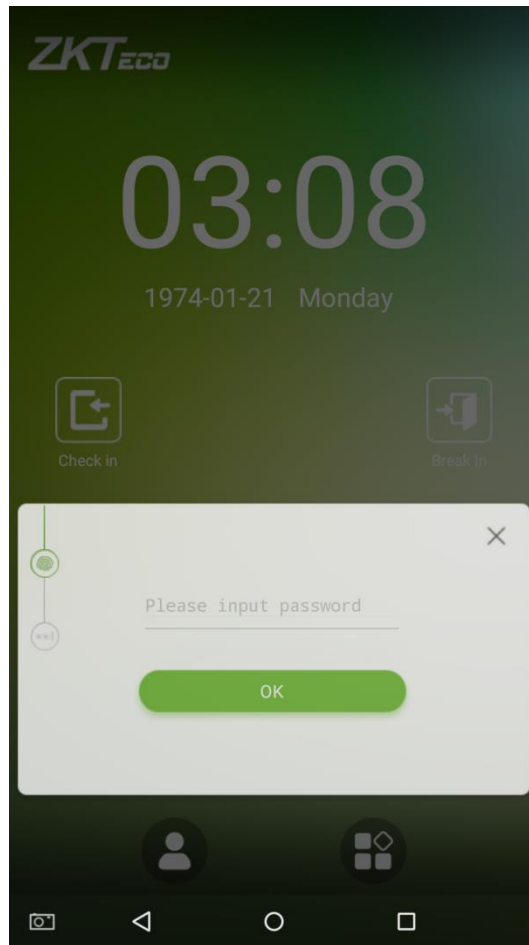 ZKTECO
03:08
1974-01-21 Monday
Check in
Break In
Please input password
OK